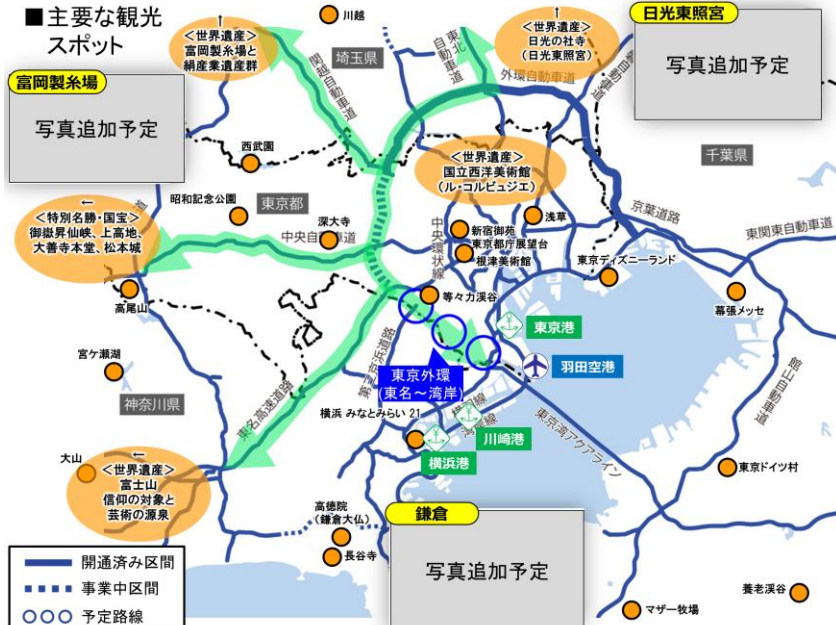 ■主要な観光
スポット
川越
↑
<世界遺産>
富岡製糸場と
絹産業遺産群
埼玉県
関越自動車道
東北
自動車道
↑
<世界遺産>
日光の社寺
(日光東照宮)
外環自動車道
日光東照宮
写真追加予定
富岡製糸場
写真追加予定
千葉県
西武園
<世界遺産>
国立西洋美術館
(ル・コルビュジエ)
昭和記念公園
東京都
←
<特別名勝・国宝>
御嶽昇仙峡、上高地、
大善寺本堂、松本城
深大寺
中央自動車道
中央環状線
新宿御苑
東京都庁展望台
根津美術館
浅草
京葉道路
東関東自動車道
東京ディズニーランド
幕張メッセ
高尾山
等々力渓谷
東京港
宮ケ瀬湖
第三京浜道路
東京外環
(東名~湾岸)
羽田空港
館山自動車道
神奈川県
東名高速道路
横浜 みなとみらい 21
川崎港
横浜港
東京湾アクアライン
大山
←
<世界遺産>
富士山
信仰の対象と
芸術の源泉
東京ドイツ村
高徳院
(鎌倉大仏)
長谷寺
鎌倉
写真追加予定
養老渓谷
マザー牧場
開通済み区間
事業中区間
予定路線